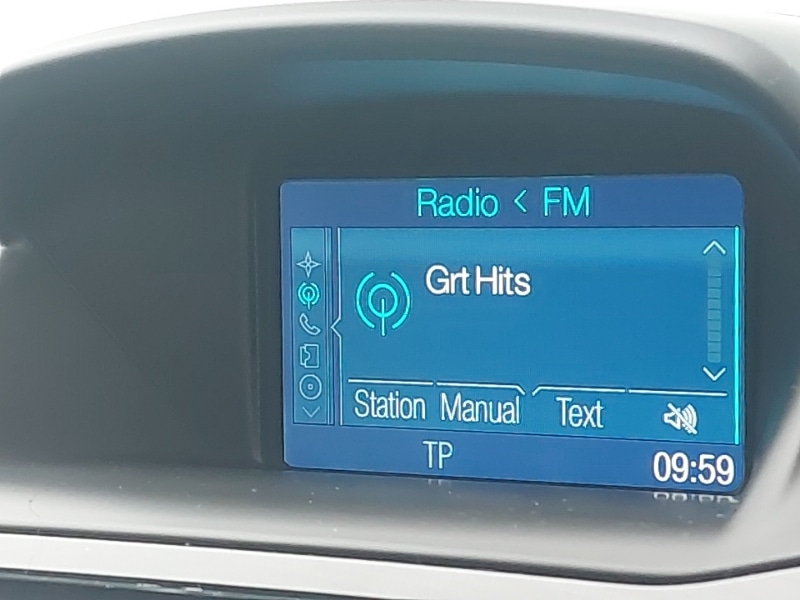 Radio < FM
Grt Hits
Station Manual Text
TP
09:59